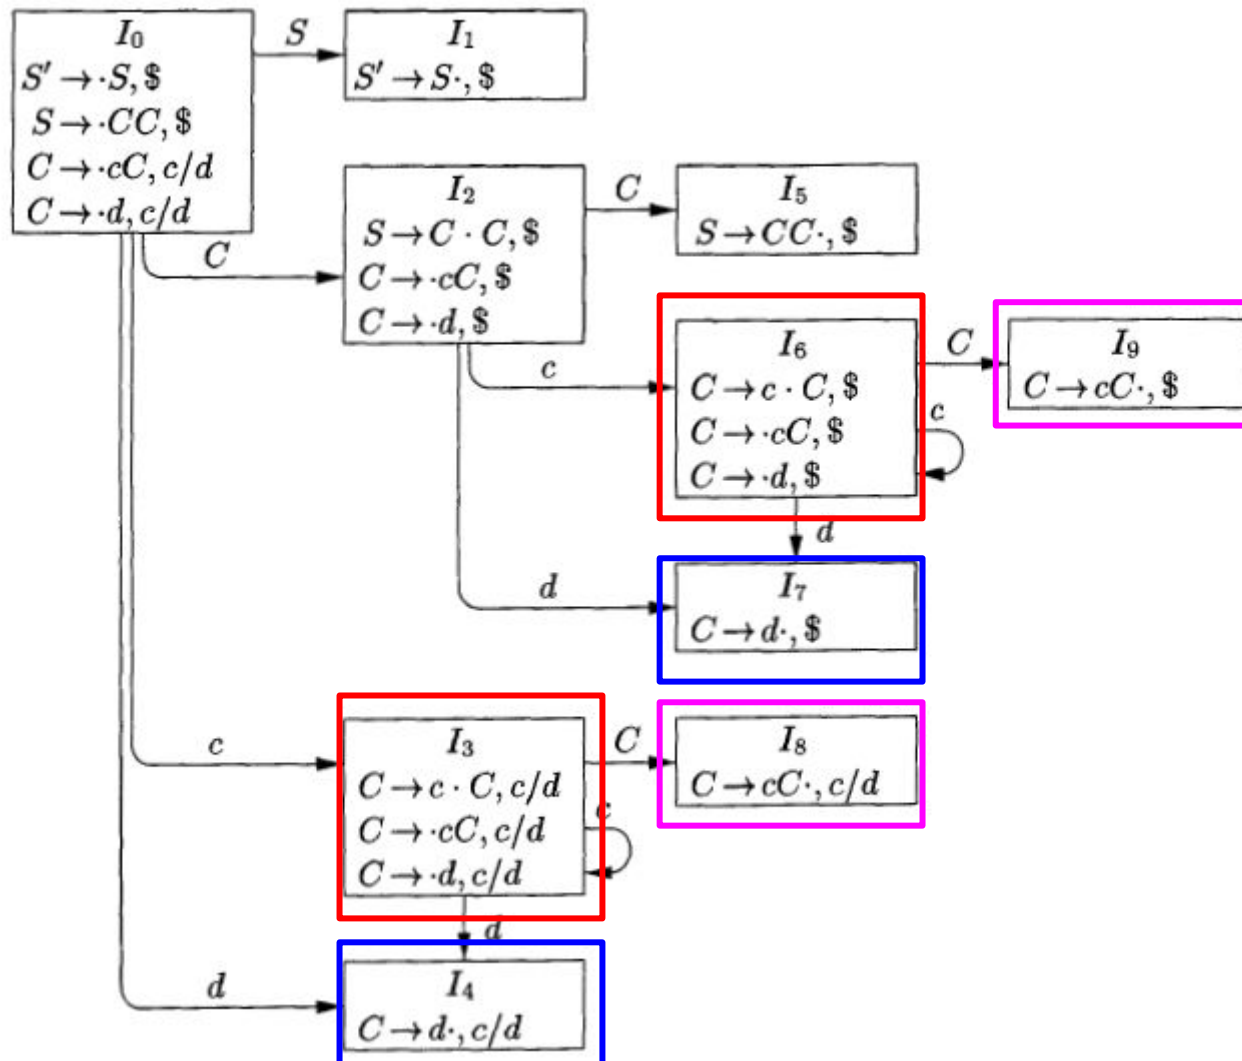 I₀
S′ → ·S, $
S → ·CC, $
C → ·cC, c/d
C → ·d, c/d
S
I₁
S′ → S·, $
C
I₂
S → C · C, $
C → ·cC, $
C → ·d, $
C
I₅
S → CC·, $
c
I₆
C → c · C, $
C → ·cC, $
C → ·d, $
C
I₉
C → cC·, $
c
d
d
I₇
C → d·, $
c
I₃
C → c · C, c/d
C → ·cC, c/d
C → ·d, c/d
C
I₈
C → cC·, c/d
c
d
d
I₄
C → d·, c/d